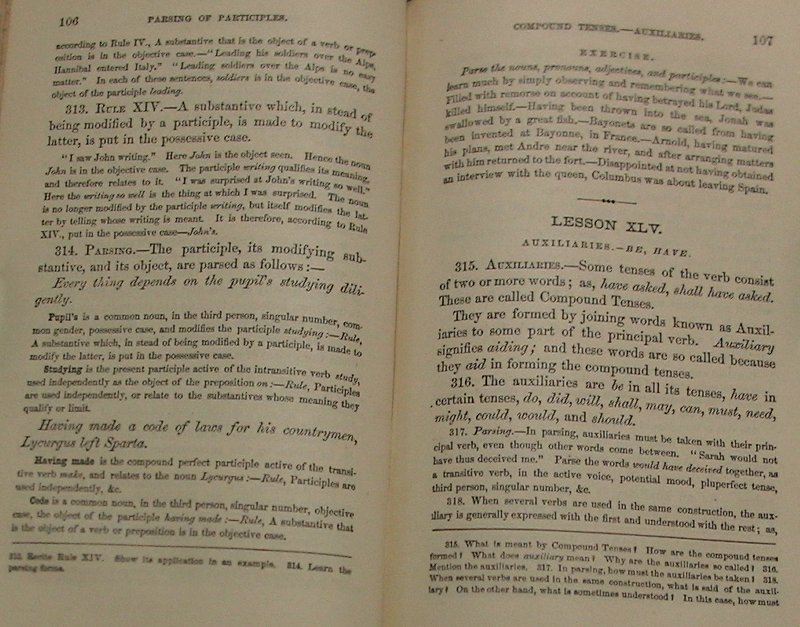 106
PARSING OF PARTICIPLES.
according to Rule IV., A substantive that is the object of a verb or prep-
osition is in the objective case.—"Leading his soldiers over the Alps,
Hannibal entered Italy." "Leading soldiers over the Alps is no easy
matter." In each of these sentences, soldiers is in the objective case, the
object of the participle leading.
313. RULE XIV.—A substantive which, in stead of
being modified by a participle, is made to modify the
latter, is put in the possessive case.
"I saw John writing." Here John is the object seen. Hence the noun
John is in the objective case. The participle writing qualifies its meaning,
and therefore relates to it. "I was surprised at John's writing so well."
Here the writing so well is the thing at which I was surprised. The noun
is no longer modified by the participle writing, but itself modifies the lat-
ter by telling whose writing is meant. It is therefore, according to Rule
XIV., put in the possessive case—John's.
314. PARSING.—The participle, its modifying sub-
stantive, and its object, are parsed as follows:—
Every thing depends on the pupil's studying dili-
gently.
Pupil's is a common noun, in the third person, singular number, com-
mon gender, possessive case, and modifies the participle studying:—Rule,
A substantive which, in stead of being modified by a participle, is made to
modify the latter, is put in the possessive case.
Studying is the present participle active of the intransitive verb study,
used independently as the object of the preposition on:—Rule, Participles
are used independently, or relate to the substantives whose meaning they
qualify or limit.
Having made a code of laws for his countrymen,
Lycurgus left Sparta.
Having made is the compound perfect participle active of the transi-
tive verb make, and relates to the noun Lycurgus:—Rule, Participles are
used independently, &c.
Code is a common noun, in the third person, singular number, objective
case, the object of the participle having made:—Rule, A substantive that
is the object of a verb or preposition is in the objective case.
313. Recite Rule XIV. Show its application in an example. 314. Learn the
parsing forms.
COMPOUND TENSES.—AUXILIARIES.
107
EXERCISE.
Parse the nouns, pronouns, adjectives, and participles:—We can
learn much by simply observing and remembering what we see.—
Filled with remorse on account of having betrayed his Lord, Judas
killed himself.—Having been thrown into the sea, Jonah was
swallowed by a great fish.—Bayonets are so called from having
been invented at Bayonne, in France.—Arnold, having matured
his plans, met Andre near the river, and after arranging matters
with him returned to the fort.—Disappointed at not having obtained
an interview with the queen, Columbus was about leaving Spain.
LESSON XLV.
AUXILIARIES.—BE, HAVE.
315. AUXILIARIES.—Some tenses of the verb consist
of two or more words; as, have asked, shall have asked.
These are called Compound Tenses.
They are formed by joining words known as Auxil-
iaries to some part of the principal verb. Auxiliary
signifies aiding; and these words are so called because
they aid in forming the compound tenses.
316. The auxiliaries are be in all its tenses, have in
certain tenses, do, did, will, shall, may, can, must, need,
might, could, would, and should.
317. Parsing.—In parsing, auxiliaries must be taken with their prin-
cipal verb, even though other words come between. "Sarah would not
have thus deceived me." Parse the words would have deceived together, as
a transitive verb, in the active voice, potential mood, pluperfect tense,
third person, singular number, &c.
318. When several verbs are used in the same construction, the aux-
iliary is generally expressed with the first and understood with the rest; as,
315. What is meant by Compound Tenses? How are the compound tenses
formed? What does auxiliary mean? Why are the auxiliaries so called? 316.
Mention the auxiliaries. 317. In parsing, how must the auxiliaries be taken? 318.
When several verbs are used in the same construction, what is said of the auxil-
iary? On the other hand, what is sometimes understood? In this case, how must